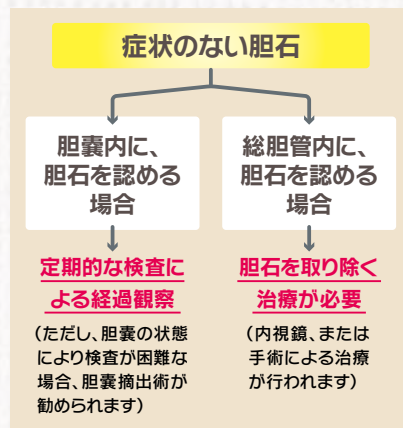 症状のない胆石
胆囊内に、
胆石を認める
場合
定期的な検査に
よる経過観察
（ただし、胆囊の状態
により検査が困難な
場合、胆囊摘出術が
勧められます）
総胆管内に、
胆石を認める
場合
胆石を取り除く
治療が必要
（内視鏡、または
手術による治療
が行われます）